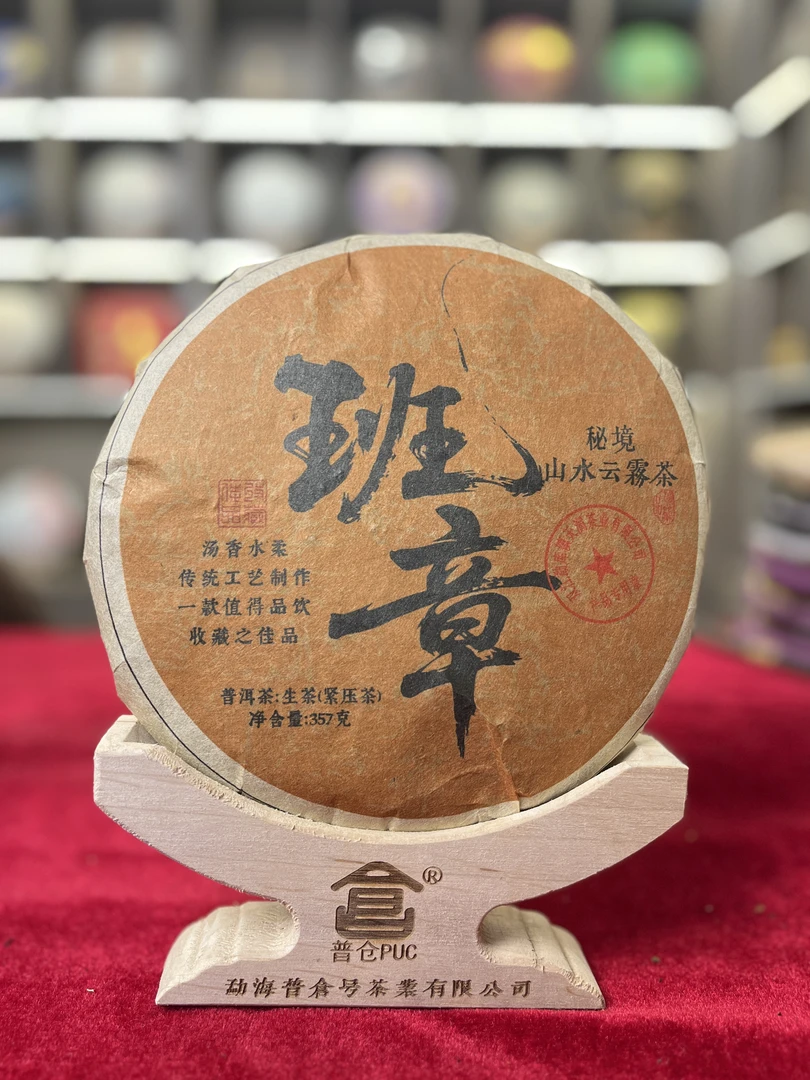 班章
秘境
山水云霧茶
汤香水柔
传统工艺制作
一款值得品饮
收藏之佳品
普洱茶:生茶(紧压茶)
净含量:357克
倉®
普仓PUC
勐海普倉号茶業有限公司